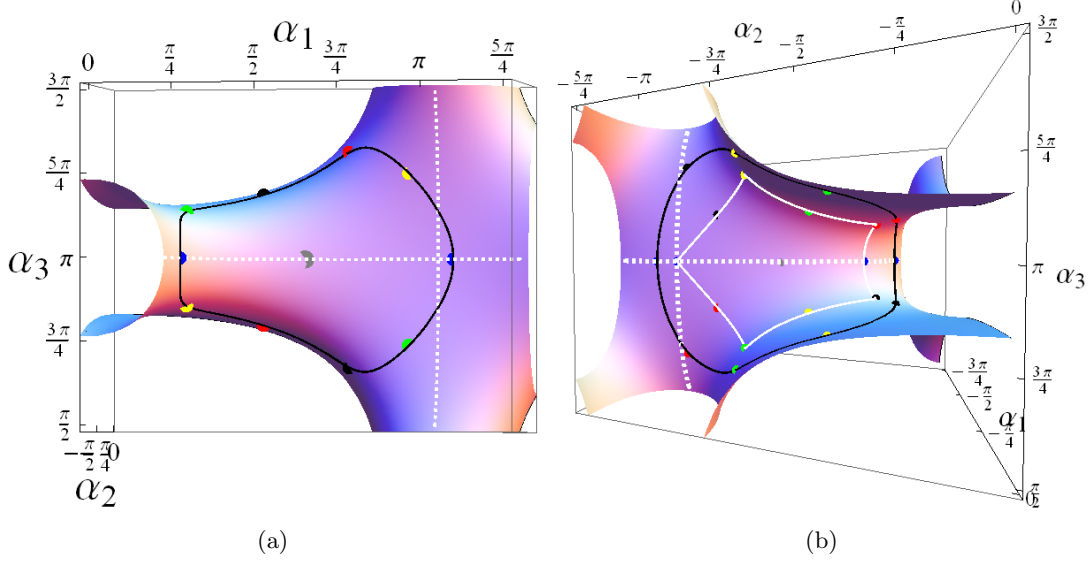 α₁
0 π/4 π/2 3π/4 π 5π/4
3π/2
5π/4
α₃ π
3π/4
π/2
-π/2 π/4 0
α₂
(a)
α₂
-5π/4 -π -3π/4 -π/2 -π/4 0
3π/2
5π/4
π α₃
3π/4
π/2
-3π/4
-π/2
α₁
-π/4
0
(b)